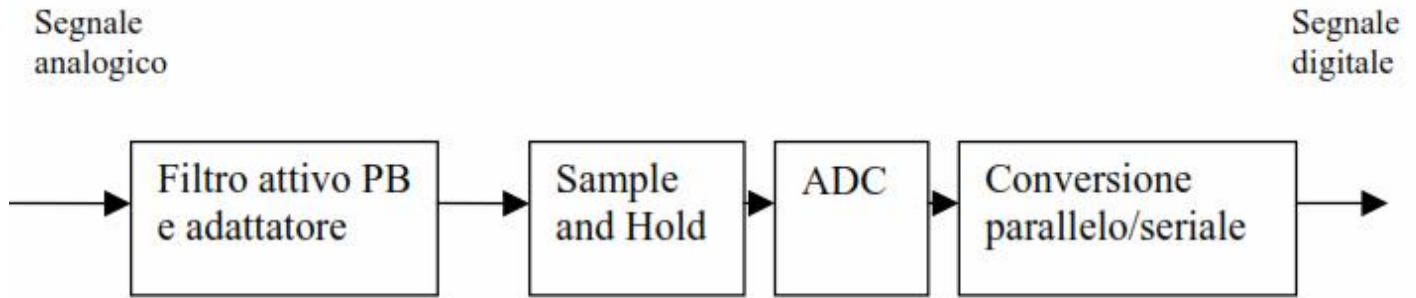 Segnale
analogico
Segnale
digitale
Filtro attivo PB
e adattatore
Sample
and Hold
ADC
Conversione
parallelo/seriale